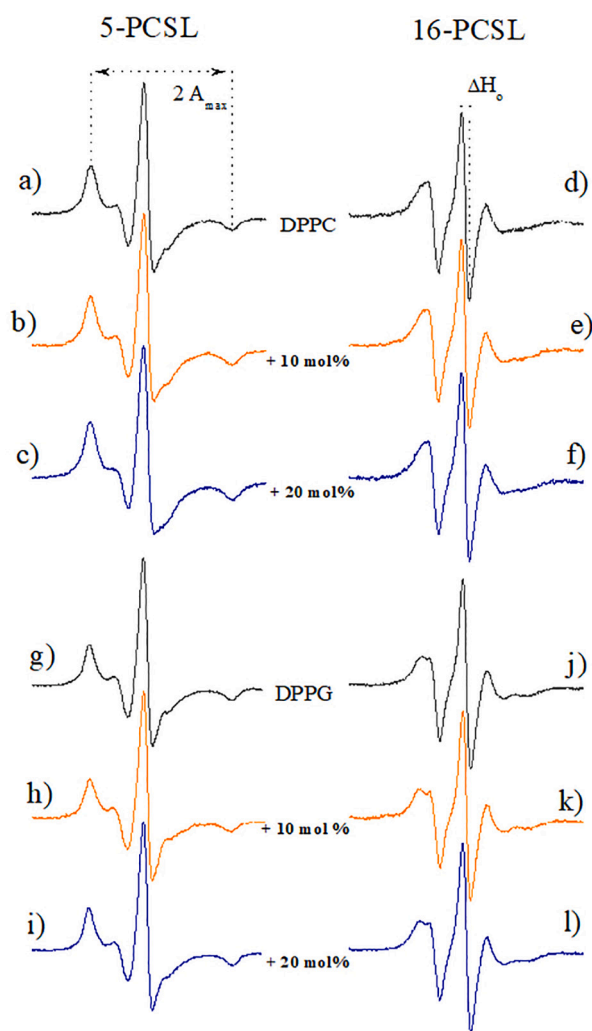 5-PCSL 16-PCSL
2 Amax ΔHo
a) d)
DPPC
b) e)
+ 10 mol%
c) f)
+ 20 mol%
g) j)
DPPG
h) k)
+ 10 mol %
i) l)
+ 20 mol%